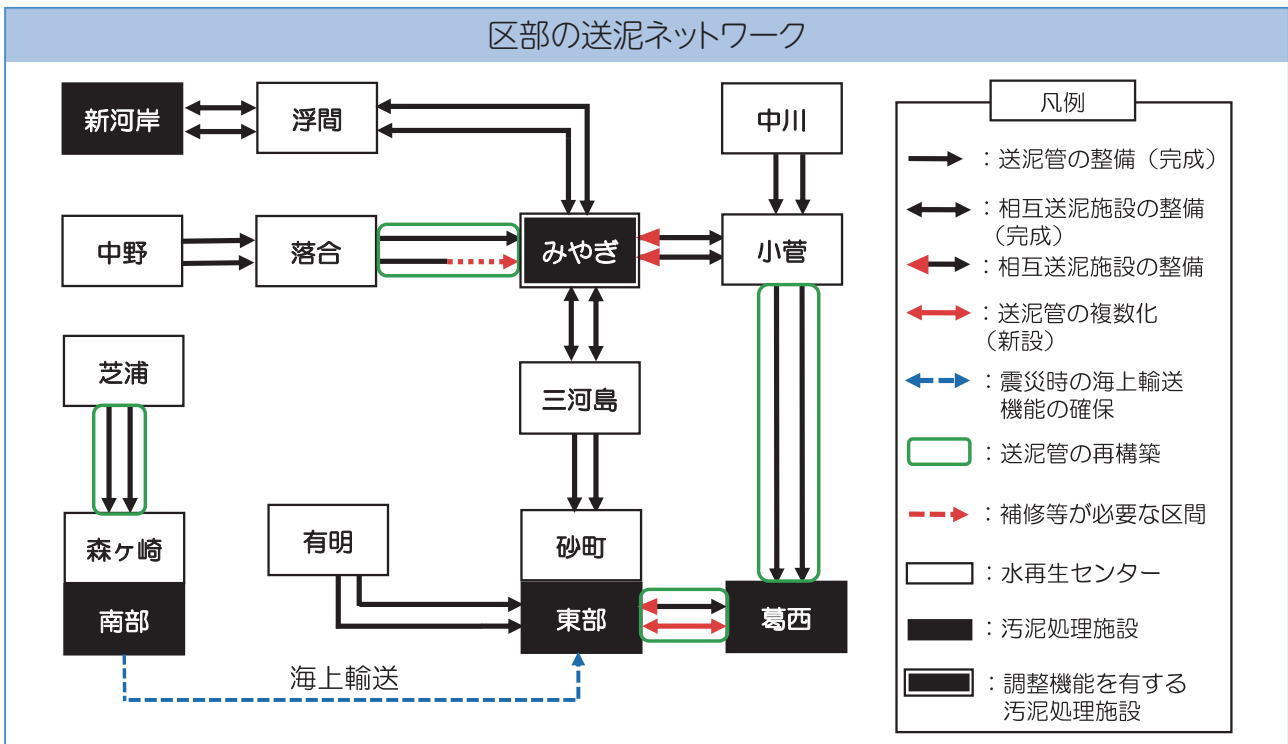 区部の送泥ネットワーク
新河岸
浮間
中川
中野
落合
みやぎ
小菅
芝浦
三河島
森ヶ崎
南部
有明
砂町
東部
葛西
海上輸送
凡例
：送泥管の整備（完成）
：相互送泥施設の整備
（完成）
：相互送泥施設の整備
：送泥管の複数化
（新設）
：震災時の海上輸送
機能の確保
：送泥管の再構築
：補修等が必要な区間
：水再生センター
：汚泥処理施設
：調整機能を有する
汚泥処理施設